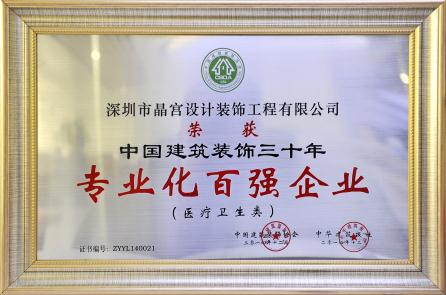 CBDA
深圳市晶宫设计装饰工程有限公司
荣 获
中国建筑装饰三十年
专业化百强企业
(医疗卫生类)
证书编号: ZYYL140021